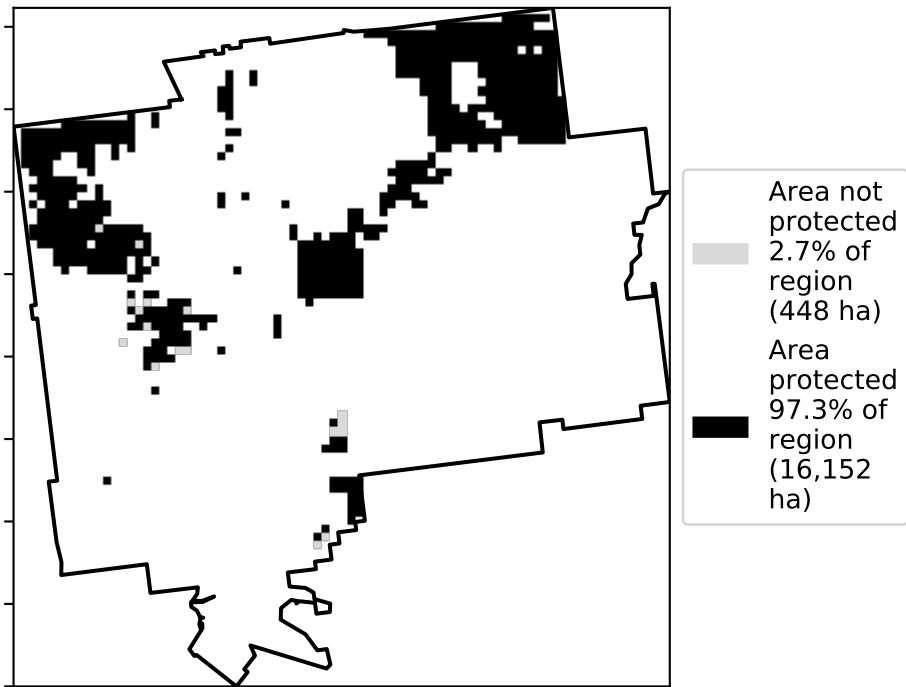 Area not
protected
2.7% of
region
(448 ha)
Area
protected
97.3% of
region
(16,152
ha)